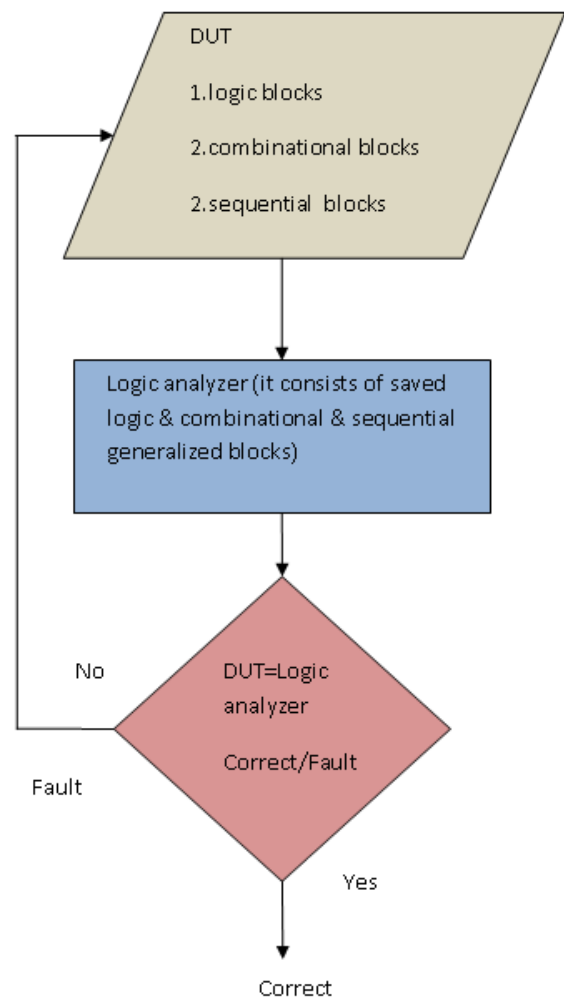 DUT
1.logic blocks
2.combinational blocks
2.sequential blocks
Logic analyzer (it consists of saved
logic & combinational & sequential
generalized blocks)
No
DUT=Logic
analyzer
Correct/Fault
Fault
Yes
Correct